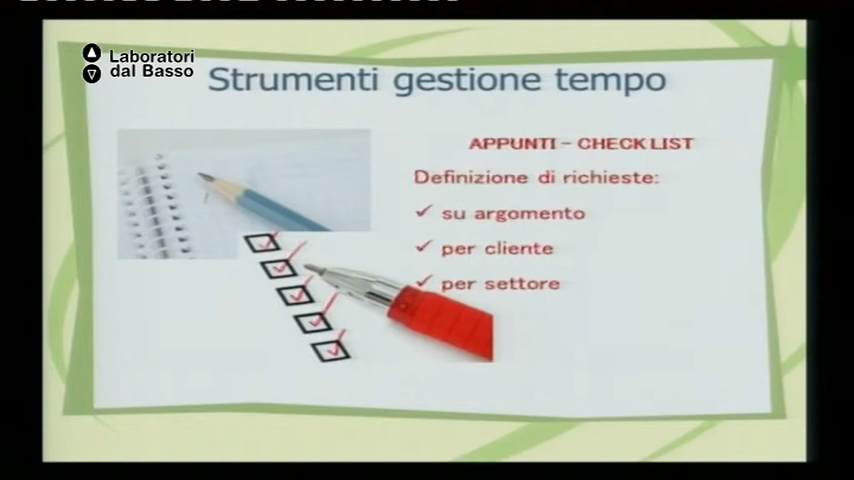 Laboratori
dal Basso
Strumenti gestione tempo
APPUNTI - CHECK LIST
Definizione di richieste:
su argomento
per cliente
per settore